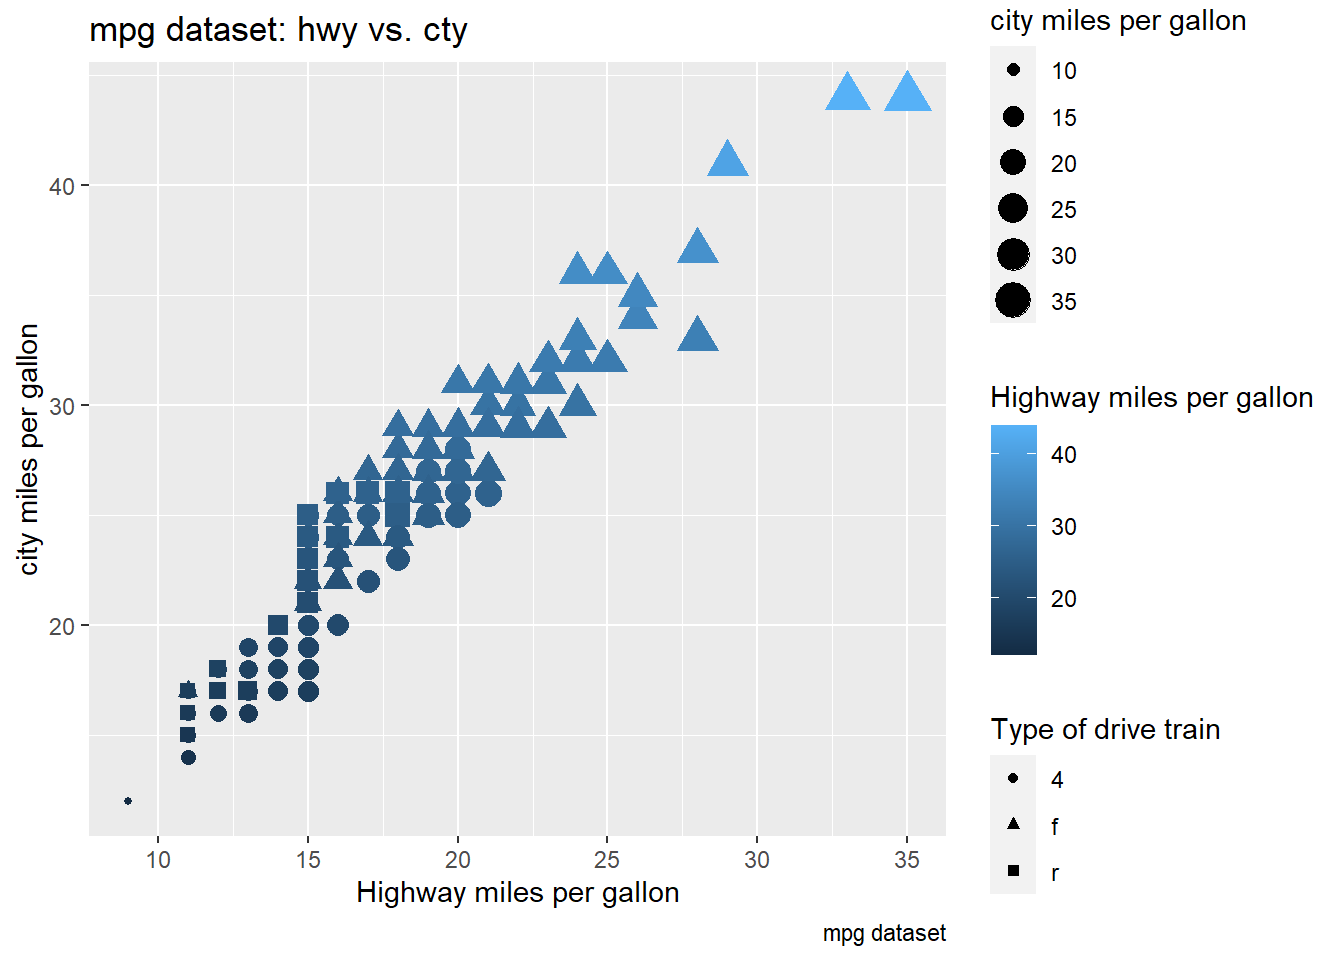 mpg dataset: hwy vs. cty
city miles per gallon
40
30
20
10
15
20
25
30
35
Highway miles per gallon
mpg dataset
city miles per gallon
10
15
20
25
30
35
Highway miles per gallon
40
30
20
Type of drive train
4
f
r